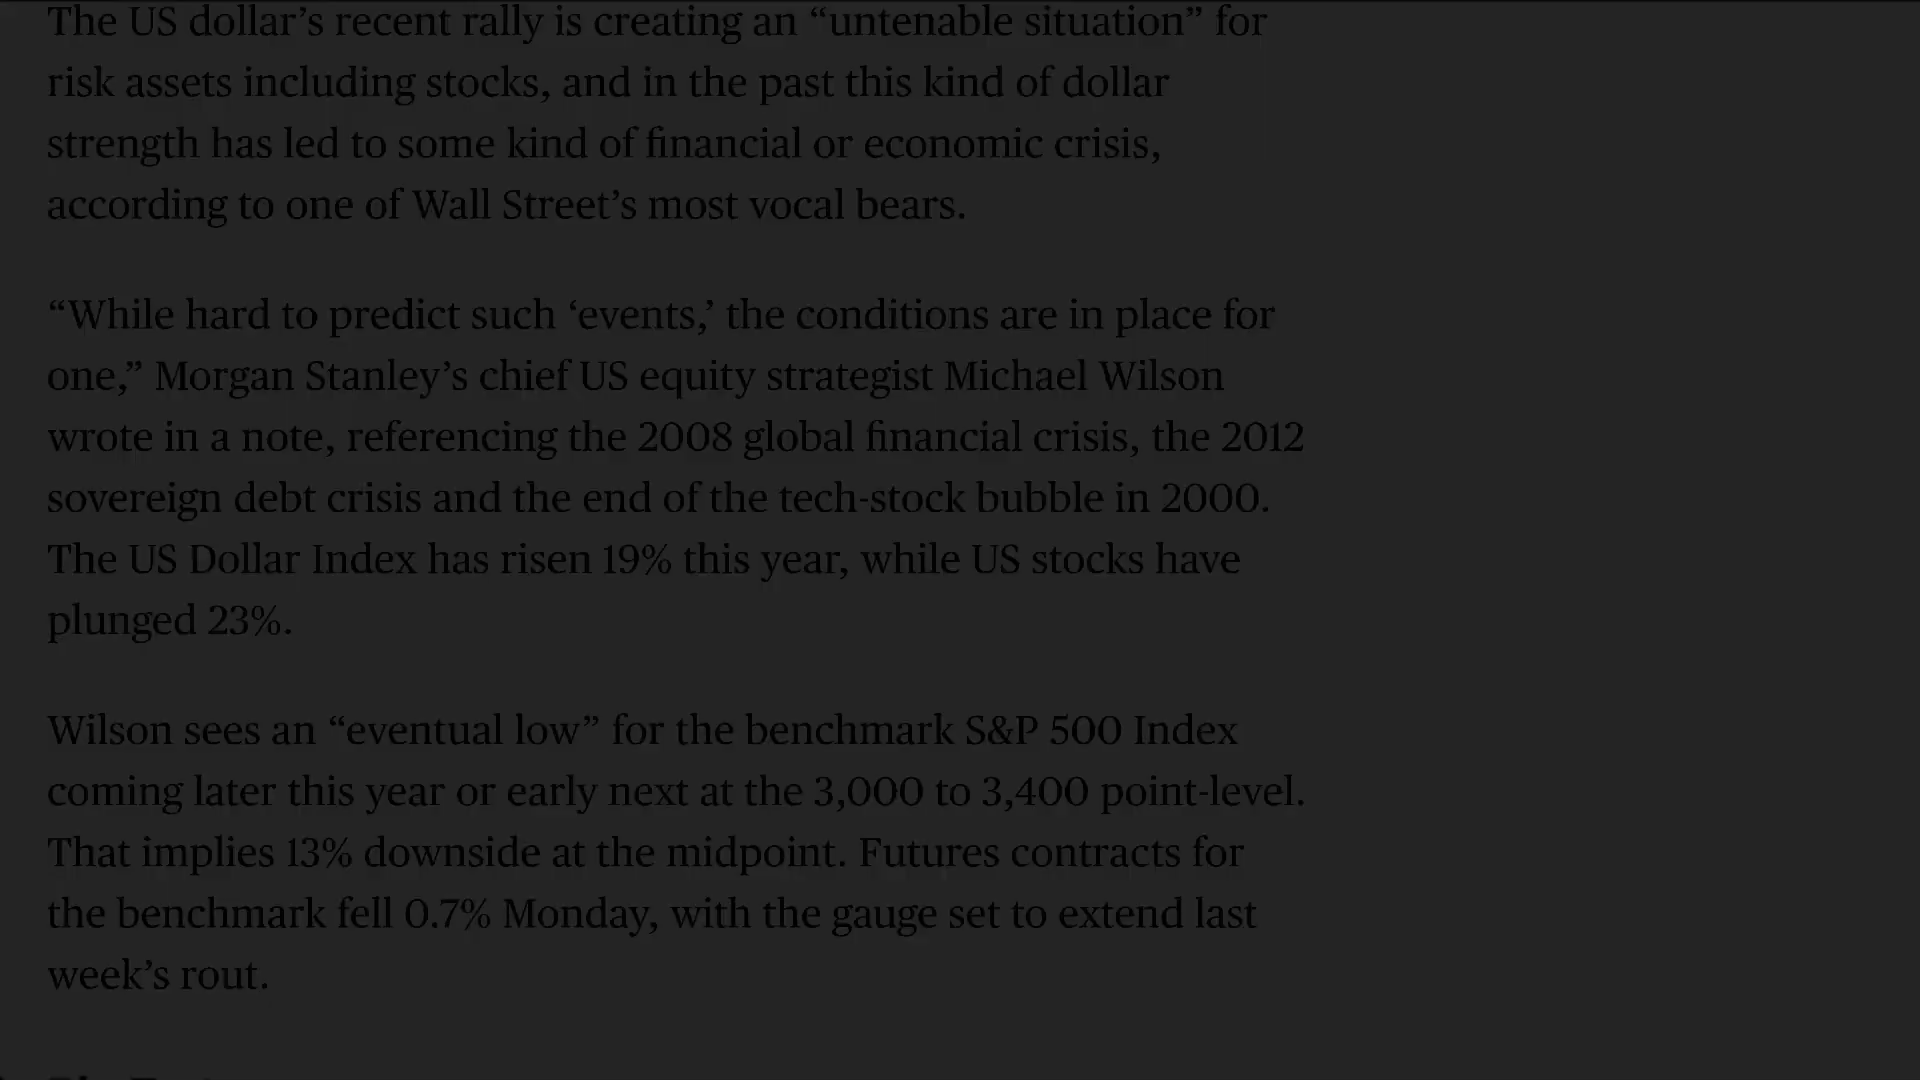 The US dollar’s recent rally is creating an “untenable situation” for
risk assets including stocks, and in the past this kind of dollar
strength has led to some kind of financial or economic crisis,
according to one of Wall Street’s most vocal bears.
“While hard to predict such ‘events,’ the conditions are in place for
one,” Morgan Stanley’s chief US equity strategist Michael Wilson
wrote in a note, referencing the 2008 global financial crisis, the 2012
sovereign debt crisis and the end of the tech-stock bubble in 2000.
The US Dollar Index has risen 19% this year, while US stocks have
plunged 23%.
Wilson sees an “eventual low” for the benchmark S&P 500 Index
coming later this year or early next at the 3,000 to 3,400 point-level.
That implies 13% downside at the midpoint. Futures contracts for
the benchmark fell 0.7% Monday, with the gauge set to extend last
week’s rout.